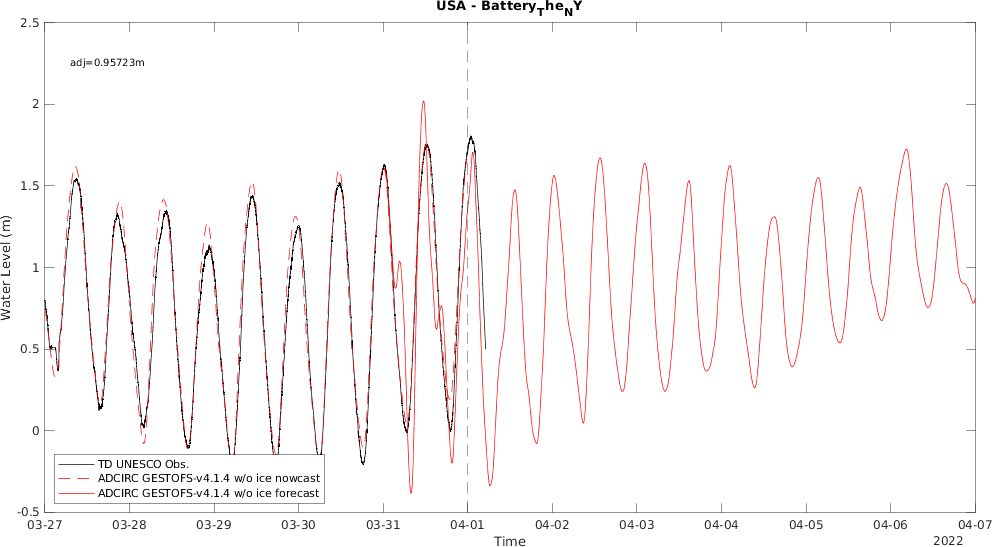 USA - Battery_The_NY
2.5
adj=0.95723m
2
1.5
1
0.5
0
-0.5
Water Level (m)
TD UNESCO Obs.
ADCIRC GESTOFS-v4.1.4 w/o ice nowcast
ADCIRC GESTOFS-v4.1.4 w/o ice forecast
03-27 03-28 03-29 03-30 03-31 04-01 04-02 04-03 04-04 04-05 04-06 04-07
Time
2022